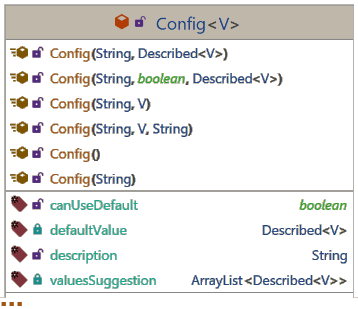 Config<V>
Config(String, Described<V>)
Config(String, boolean, Described<V>)
Config(String, V)
Config(String, V, String)
Config()
Config(String)
canUseDefault boolean
defaultValue Described<V>
description String
valuesSuggestion ArrayList<Described<V>>